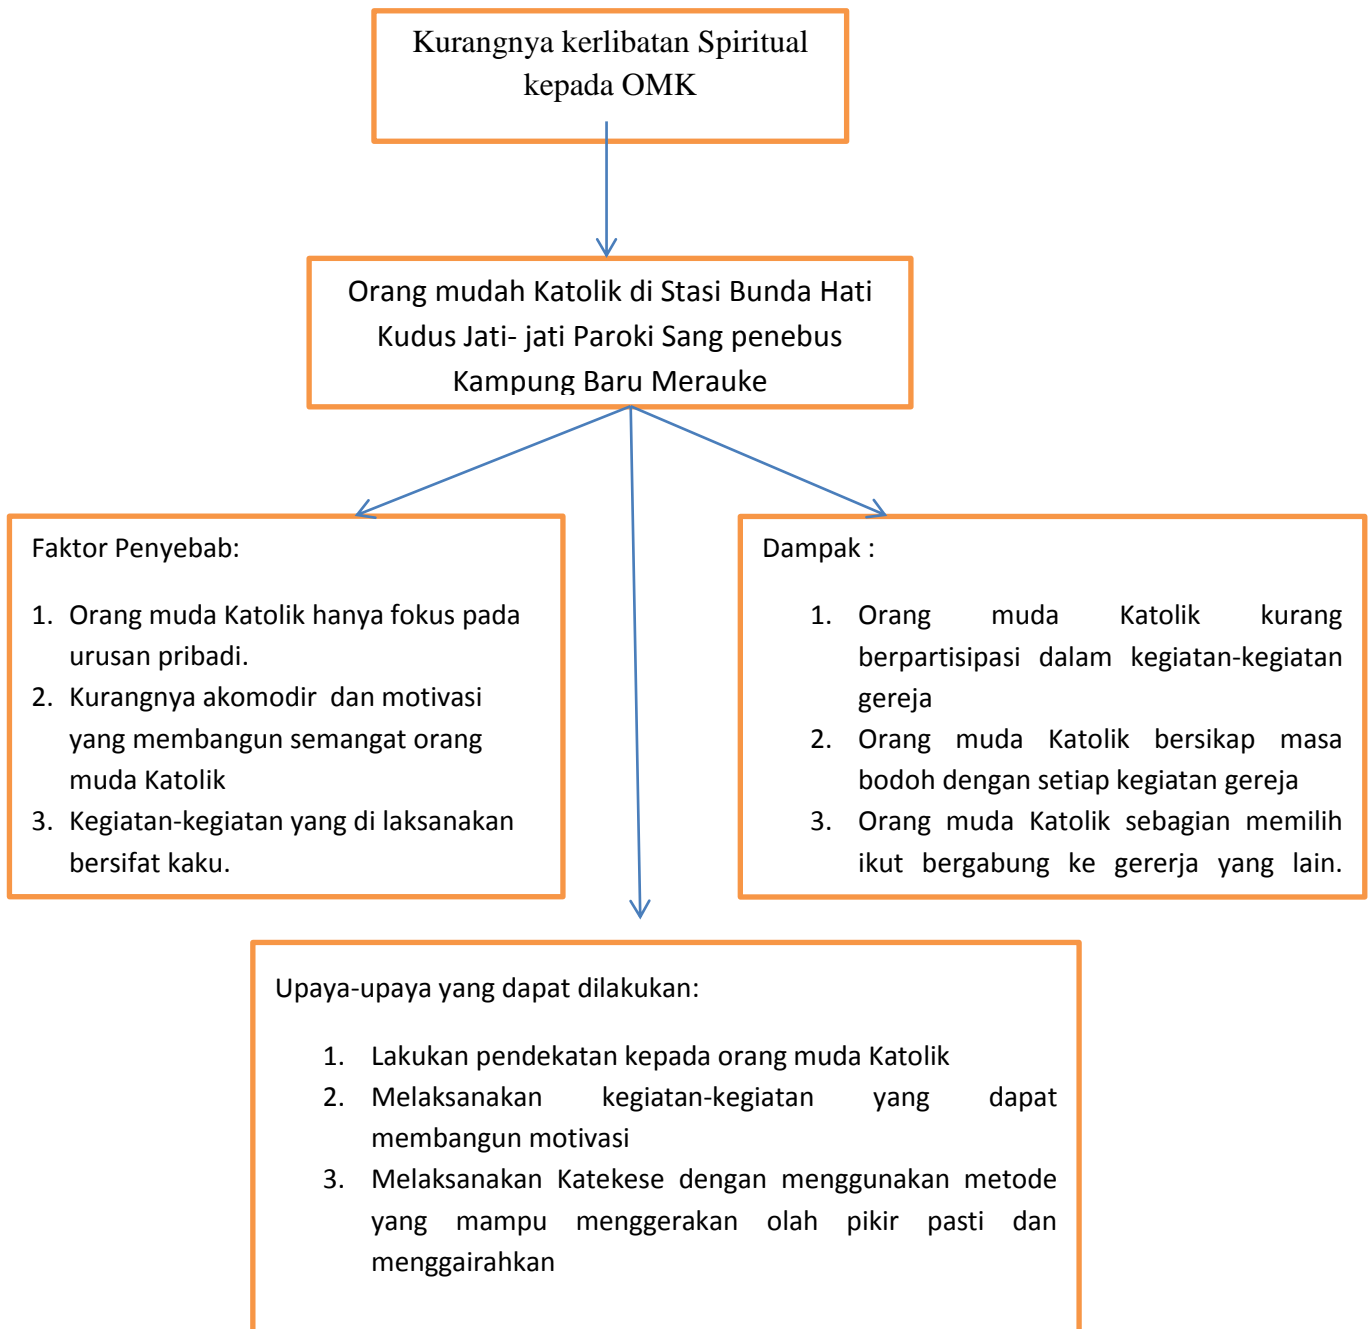 Kurangnya kerlibatan Spiritual
kepada OMK
Orang mudah Katolik di Stasi Bunda Hati
Kudus Jati- jati Paroki Sang penebus
Kampung Baru Merauke
Faktor Penyebab:
1. Orang muda Katolik hanya fokus pada
urusan pribadi.
2. Kurangnya akomodir  dan motivasi
yang membangun semangat orang
muda Katolik
3. Kegiatan-kegiatan yang di laksanakan
bersifat kaku.
Dampak :
1. Orang muda Katolik kurang
berpartisipasi dalam kegiatan-kegiatan
gereja
2. Orang muda Katolik bersikap masa
bodoh dengan setiap kegiatan gereja
3. Orang muda Katolik sebagian memilih
ikut bergabung ke gererja yang lain.
Upaya-upaya yang dapat dilakukan:
1. Lakukan pendekatan kepada orang muda Katolik
2. Melaksanakan kegiatan-kegiatan yang dapat
membangun motivasi
3. Melaksanakan Katekese dengan menggunakan metode
yang mampu menggerakan olah pikir pasti dan
menggairahkan